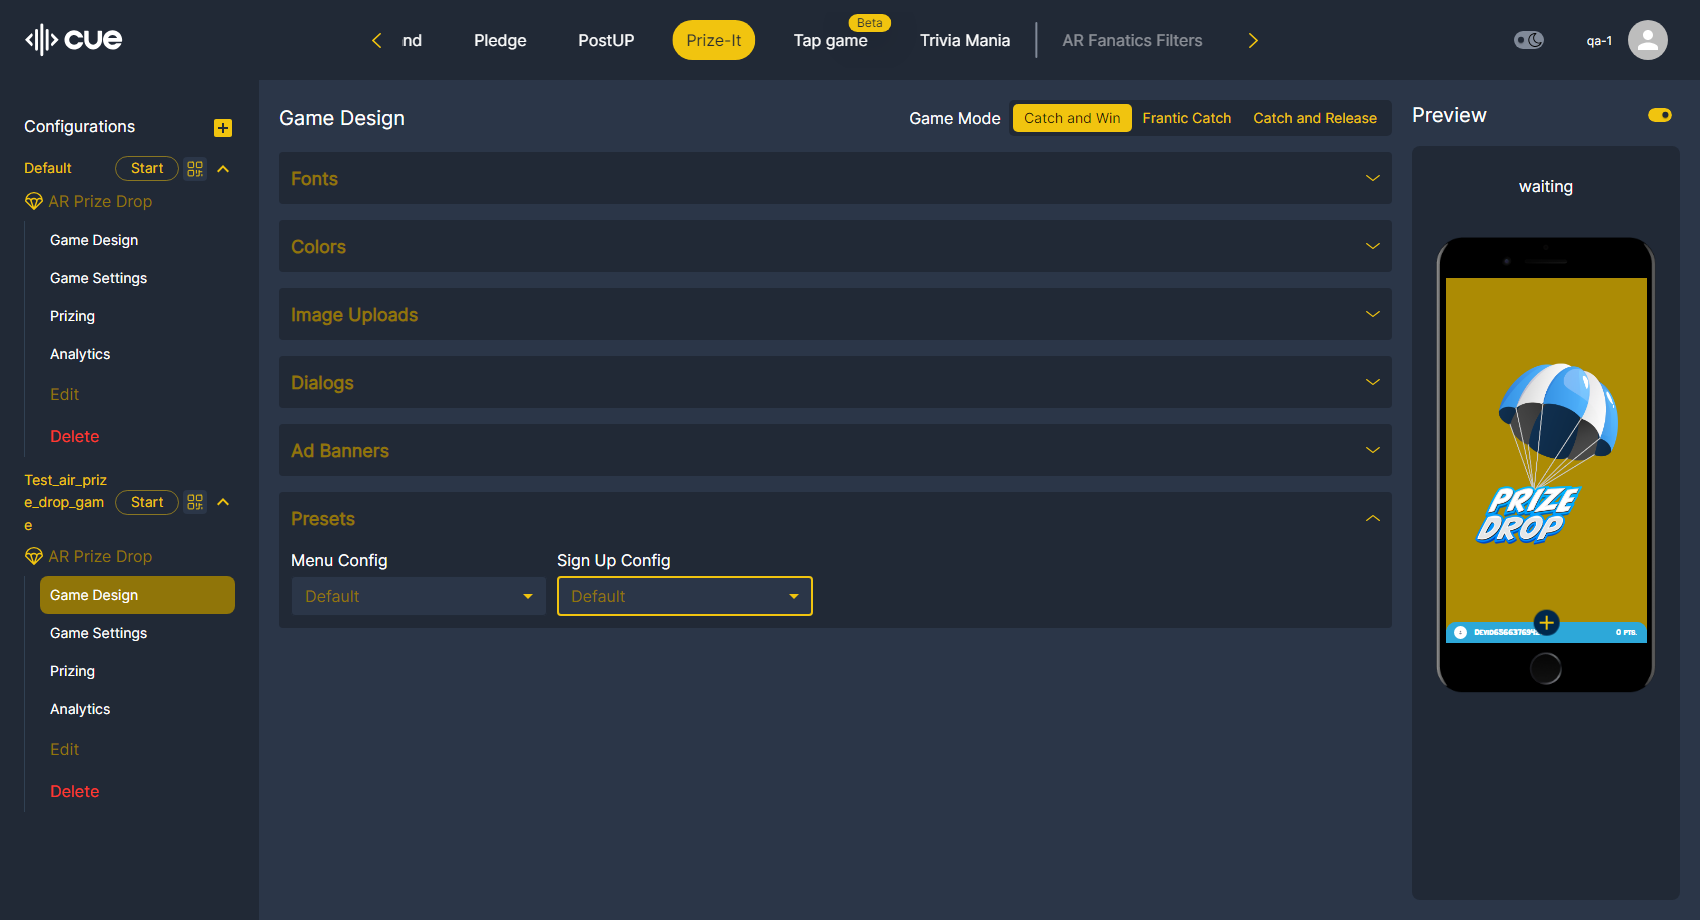 cue
nd
Pledge
PostUP
Prize-It
Tap game
Beta
Trivia Mania
AR Fanatics Filters
qa-1
Configurations
Default
Start
AR Prize Drop
Game Design
Game Settings
Prizing
Analytics
Edit
Delete
Test_air_priz
e_drop_gam
e
Start
AR Prize Drop
Game Design
Game Settings
Prizing
Analytics
Edit
Delete
Game Design
Game Mode
Catch and Win
Frantic Catch
Catch and Release
Fonts
Colors
Image Uploads
Dialogs
Ad Banners
Presets
Menu Config
Default
Sign Up Config
Default
Preview
waiting
PRIZE
DROP
0 PTS.